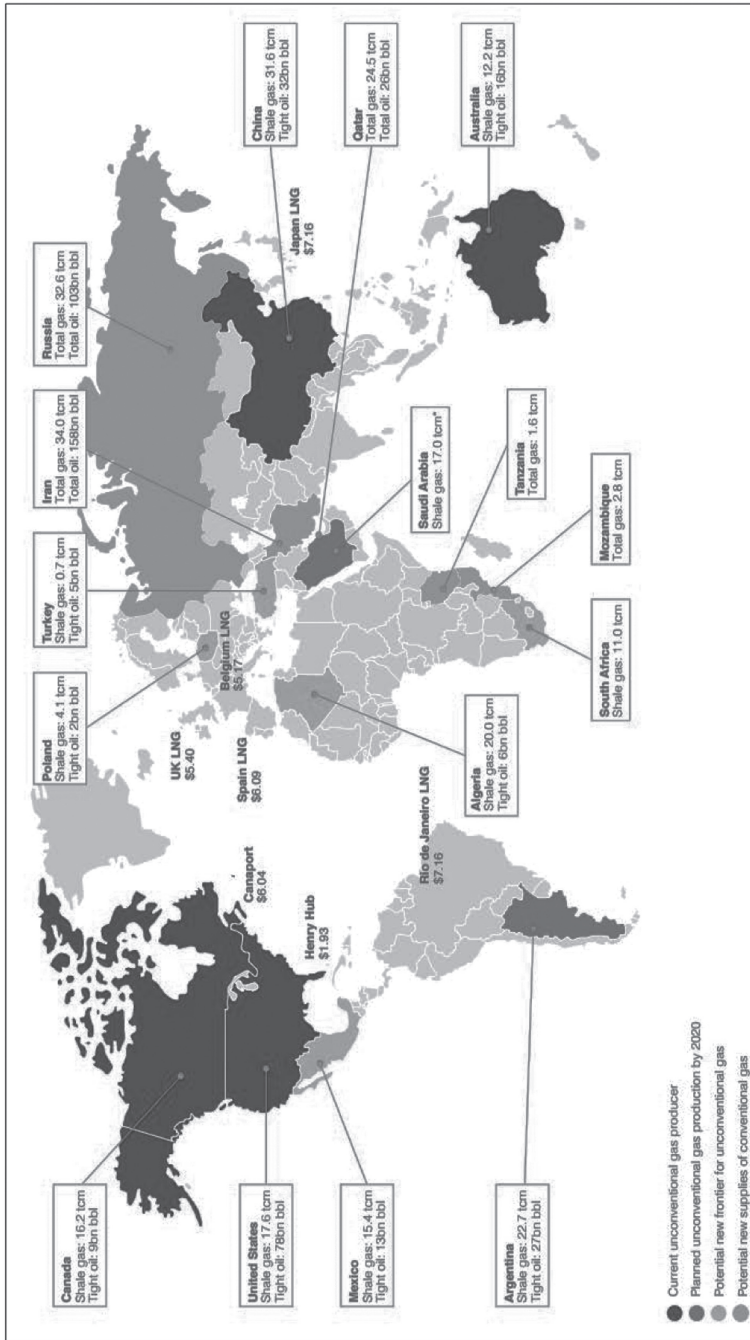 Canada
Shale gas: 16.2 tcm
Tight oil: 9bn bbl
United States
Shale gas: 17.6 tcm
Tight oil: 78bn bbl
Mexico
Shale gas: 15.4 tcm
Tight oil: 13bn bbl
Argentina
Shale gas: 22.7 tcm
Tight oil: 27bn bbl
Canaport
$6.04
Henry Hub
$1.93
Rio de Janeiro LNG
$7.16
Poland
Shale gas: 4.1 tcm
Tight oil: 2bn bbl
UK LNG
$5.40
Spain LNG
$6.09
Belgium LNG
$5.17
Algeria
Shale gas: 20.0 tcm
Tight oil: 6bn bbl
Turkey
Shale gas: 0.7 tcm
Tight oil: 5bn bbl
Iran
Total gas: 34.0 tcm
Total oil: 158bn bbl
Russia
Total gas: 32.6 tcm
Total oil: 103bn bbl
Saudi Arabia
Shale gas: 17.0 tcm*
Tanzania
Total gas: 1.6 tcm
Mozambique
Total gas: 2.8 tcm
South Africa
Shale gas: 11.0 tcm
Japan LNG
$7.16
China
Shale gas: 31.6 tcm
Tight oil: 32bn bbl
Qatar
Total gas: 24.5 tcm
Total oil: 26bn bbl
Australia
Shale gas: 12.2 tcm
Tight oil: 16bn bbl
Current unconventional gas producer
Planned unconventional gas production by 2020
Potential new frontier for unconventional gas
Potential new supplies of conventional gas